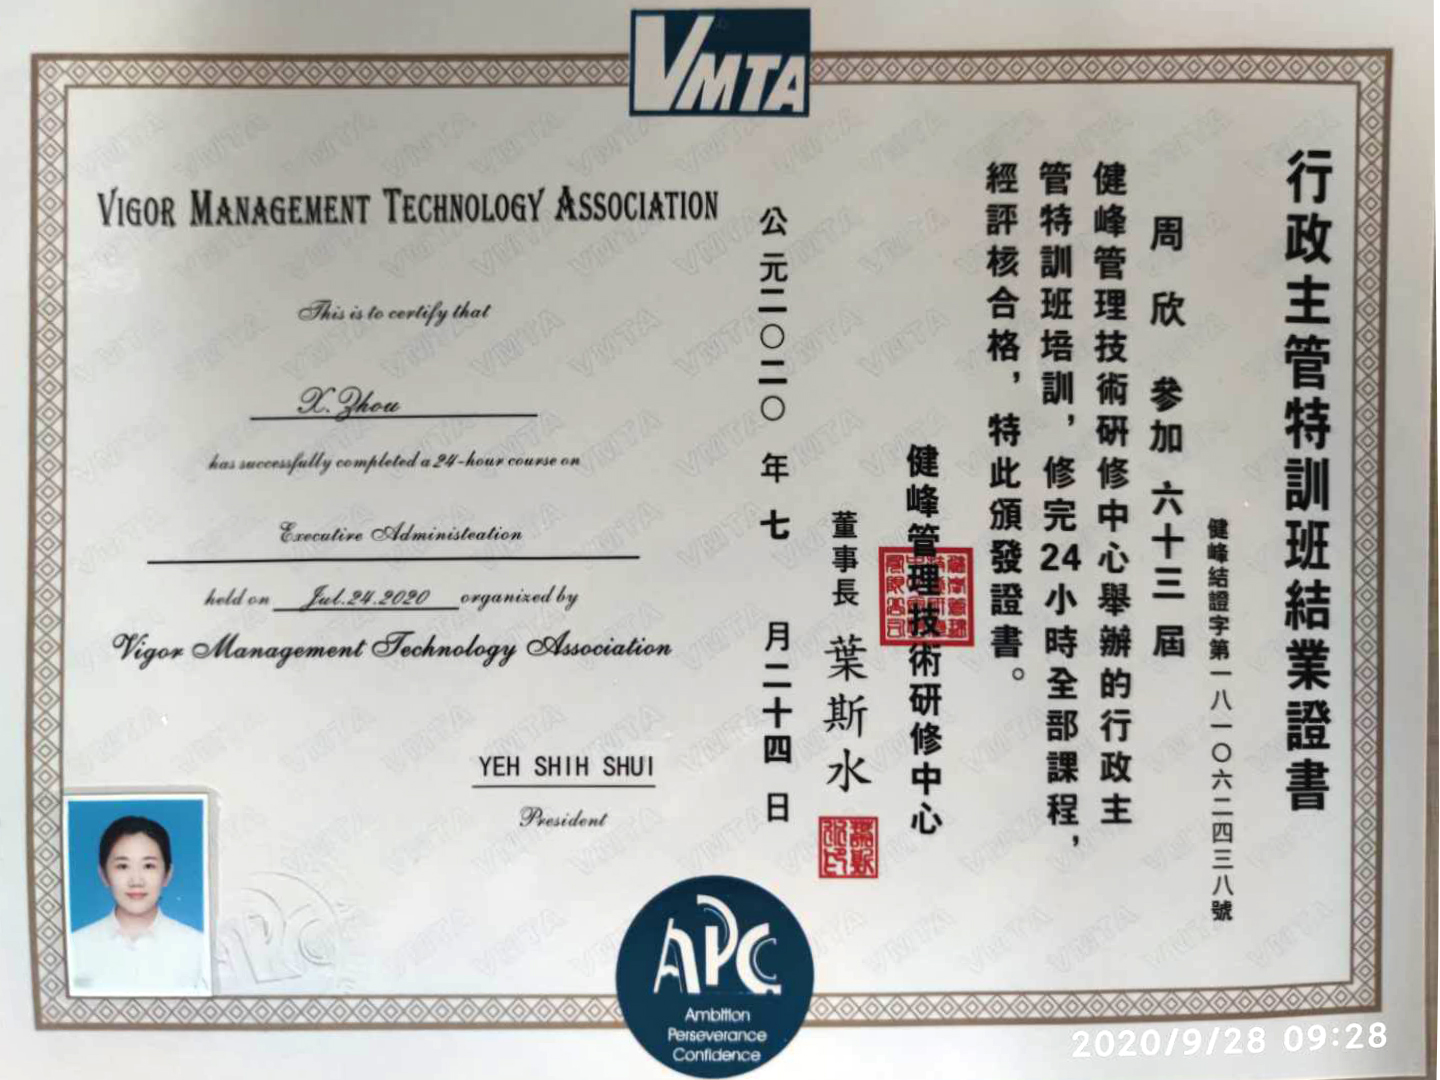 VMTA
VIGOR MANAGEMENT TECHNOLOGY ASSOCIATION
This is to certify that
X.Zhou
has successfully completed a 24-hour course on
Executive Administeation
held on Jul.24.2020 organized by
Vigor Management Technology Association
YEH SHIH SHUI
President
行政主管特訓班結業證書
健峰結證字第一八一〇六二四三八號
周欣 參加六十三屆
健峰管理技術研修中心舉辦的行政主
管特訓班培訓，修完24小時全部課程，
經評核合格，特此頒發證書。
健峰管理技術研修中心
董事長 葉斯水
公元二〇二〇年七月二十四日
APC
Ambition
Perseverance
Confidence
2020/9/28 09:28